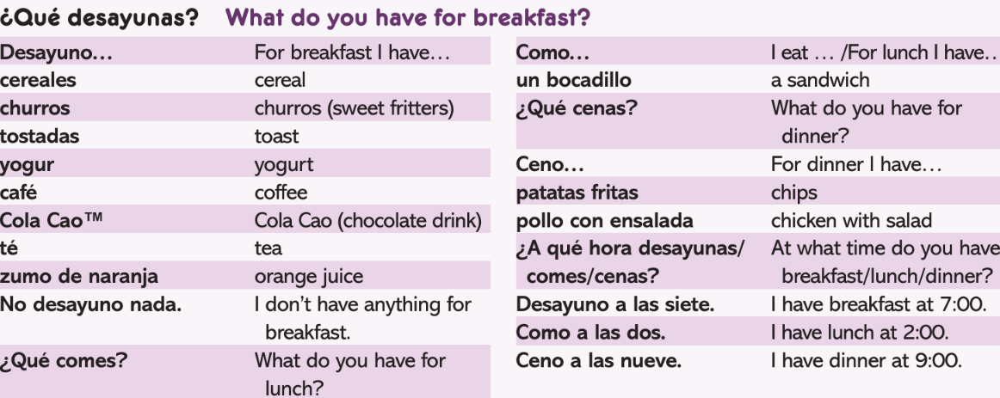 ¿Qué desayunas? What do you have for breakfast?
Desayuno… For breakfast I have…
cereales cereal
churros churros (sweet fritters)
tostadas toast
yogur yogurt
café coffee
Cola Cao™ Cola Cao (chocolate drink)
té tea
zumo de naranja orange juice
No desayuno nada. I don't have anything for
breakfast.
¿Qué comes? What do you have for
lunch?
Como… I eat … /For lunch I have…
un bocadillo a sandwich
¿Qué cenas? What do you have for
dinner?
Ceno… For dinner I have…
patatas fritas chips
pollo con ensalada chicken with salad
¿A qué hora desayunas/ At what time do you have
comes/cenas? breakfast/lunch/dinner?
Desayuno a las siete. I have breakfast at 7:00.
Como a las dos. I have lunch at 2:00.
Ceno a las nueve. I have dinner at 9:00.